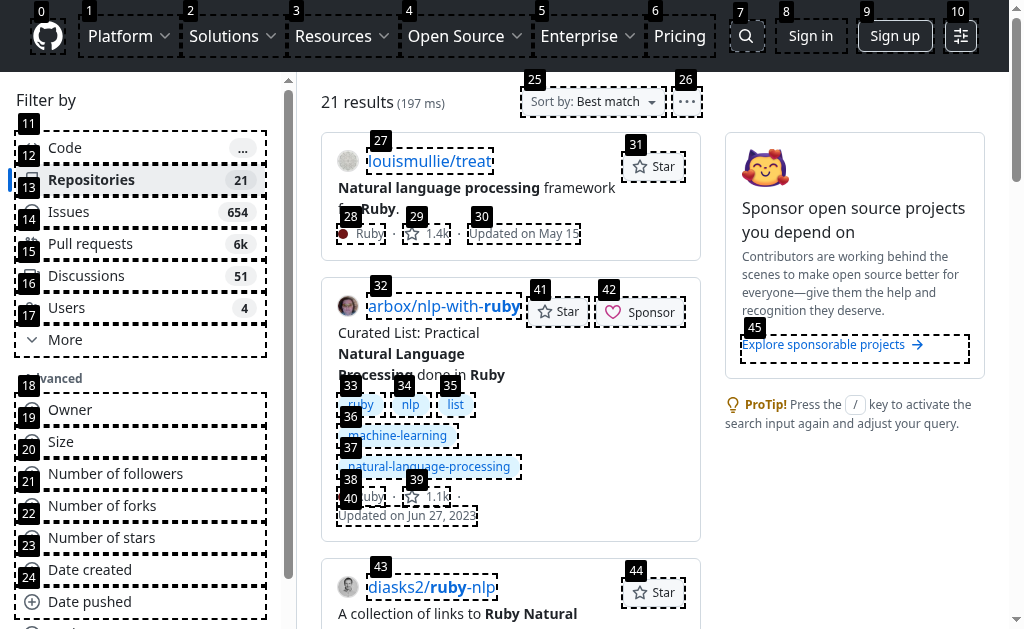 0 1 2 3 4 5 6 7 8 9 10
Platform Solutions Resources Open Source Enterprise Pricing Sign in Sign up
Filter by
11
Code ...
12
Repositories 21
13
Issues 654
14
Pull requests 6k
15
Discussions 51
16
Users 4
17
More
18
Advanced
Owner
19
Size
20
Number of followers
21
Number of forks
22
Number of stars
23
Date created
24
Date pushed
25 26
21 results (197 ms) Sort by: Best match
27 31
louismullie/treat Star
Natural language processing framework
for Ruby.
28 29 30
Ruby · 1.4k · Updated on May 15
32 41 42
arbox/nlp-with-ruby Star Sponsor
Curated List: Practical
Natural Language
Processing done in Ruby
33 34 35
ruby nlp list
36
machine-learning
37
natural-language-processing
38 39
Ruby · 1.1k ·
40
Updated on Jun 27, 2023
43 44
diasks2/ruby-nlp Star
A collection of links to Ruby Natural
Sponsor open source projects
you depend on
Contributors are working behind the
scenes to make open source better for
everyone—give them the help and
recognition they deserve.
45
Explore sponsorable projects →
ProTip! Press the / key to activate the
search input again and adjust your query.